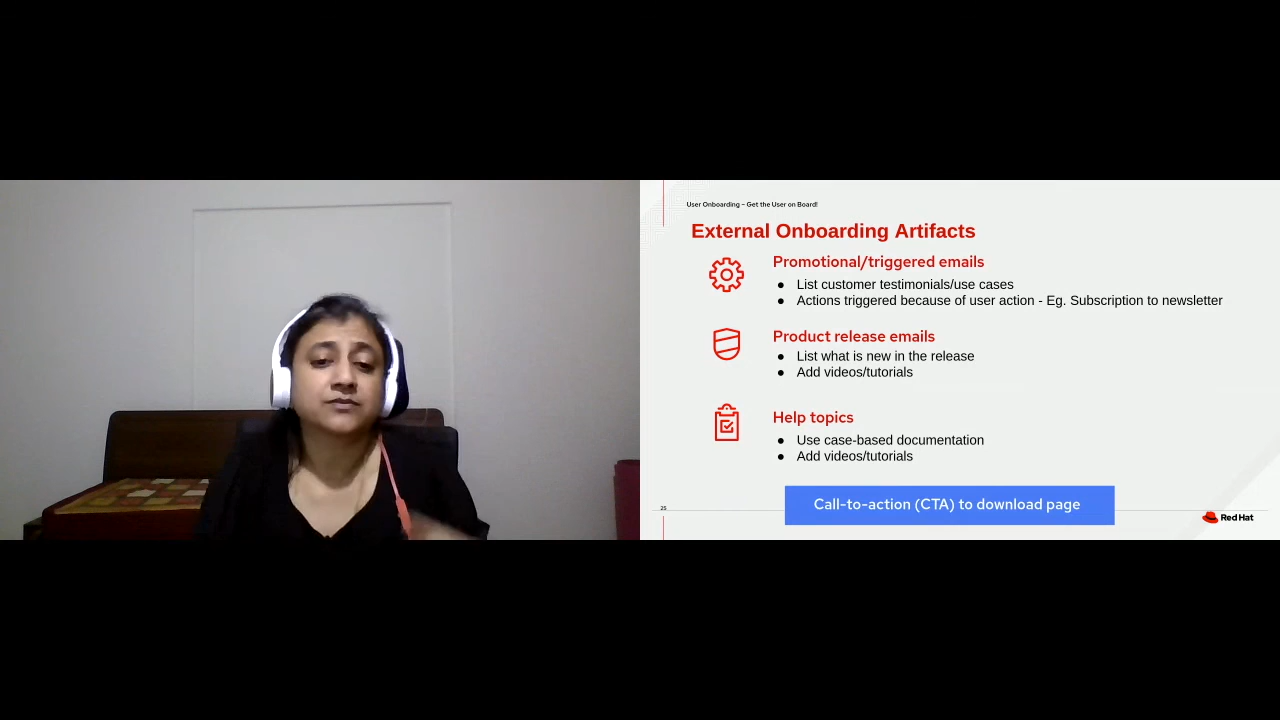 User Onboarding – Get the User on Board!
External Onboarding Artifacts
Promotional/triggered emails
● List customer testimonials/use cases
● Actions triggered because of user action - Eg. Subscription to newsletter
Product release emails
● List what is new in the release
● Add videos/tutorials
Help topics
● Use case-based documentation
● Add videos/tutorials
Call-to-action (CTA) to download page
25
Red Hat